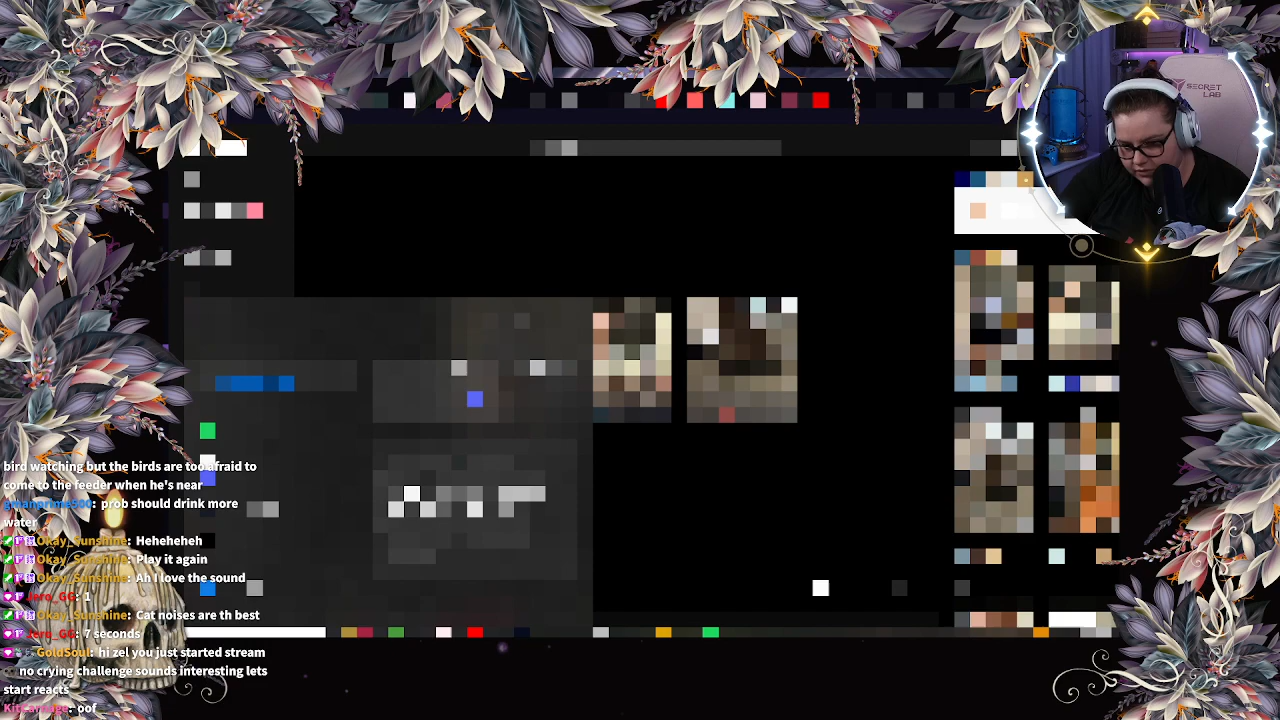 SECRET
LAB
bird watching but the birds are too afraid to
come to the feeder when he's near
prob should drink more
water
Okay_Sunshine: Heheheheh
Okay_Sunshine: Play it again
Okay_Sunshine: Ah I love the sound
Jero_GG: 1
Okay_Sunshine: Cat noises are th best
Jero_GG: 7 seconds
GoldSoul: hi zel you just started stream
no crying challenge sounds interesting lets
start reacts
oof